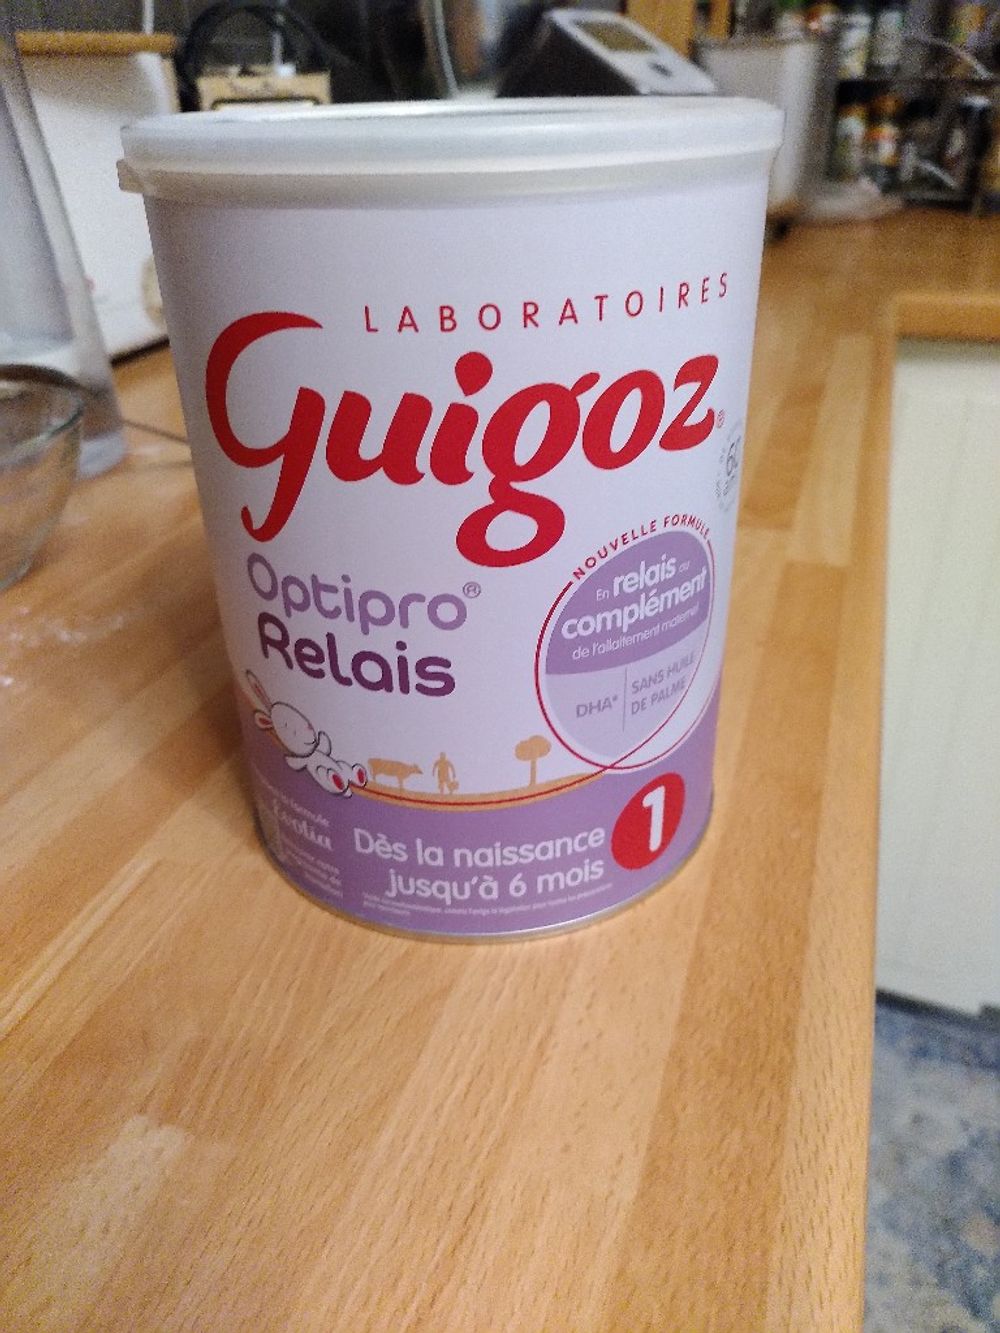 LABORATOIRES
Guigoz
Optipro®
Relais
NOUVELLE FORMULE
En relais ou
complément
de l'allaitement maternel
DHA*
SANS HUILE
DE PALME
Dès la naissance
jusqu'à 6 mois
1